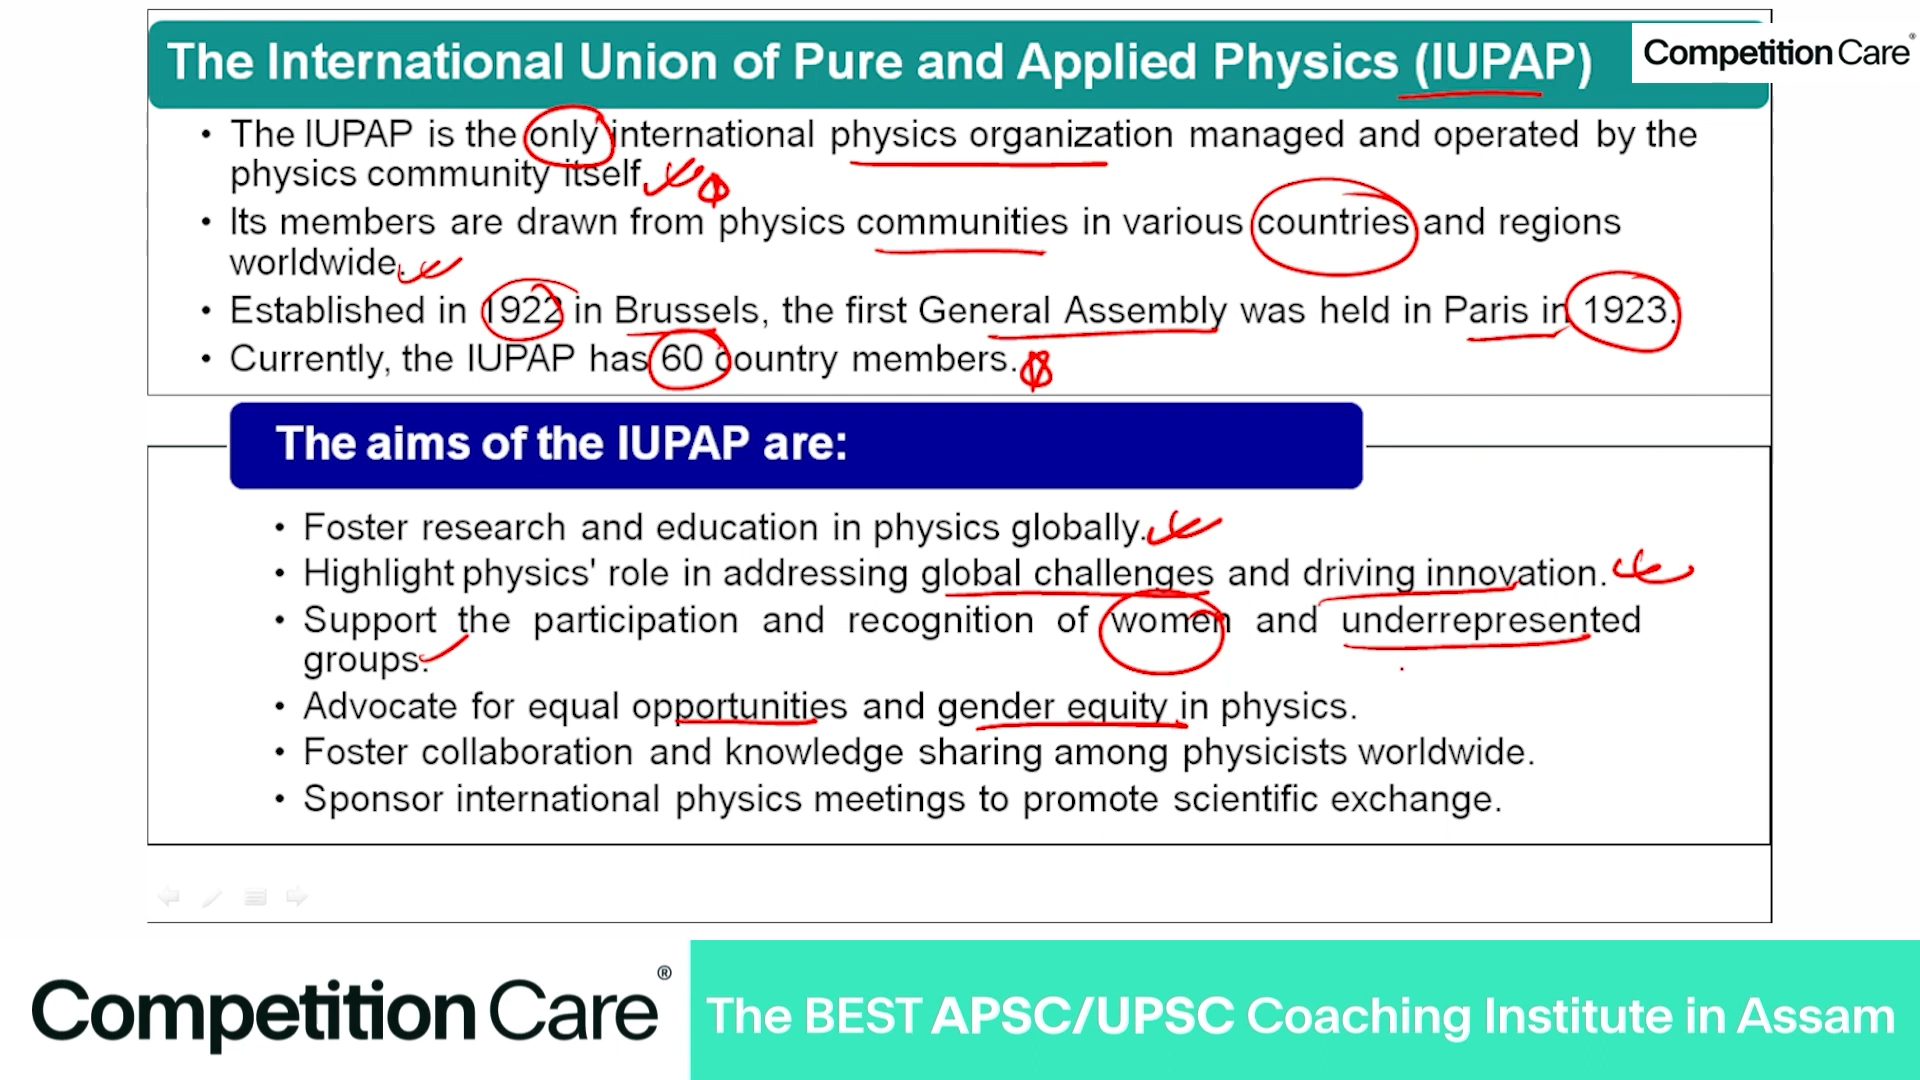 The International Union of Pure and Applied Physics (IUPAP)
Competition Care®
• The IUPAP is the only international physics organization managed and operated by the
physics community itself.
• Its members are drawn from physics communities in various countries and regions
worldwide.
• Established in 1922 in Brussels, the first General Assembly was held in Paris in 1923.
• Currently, the IUPAP has 60 country members.
The aims of the IUPAP are:
• Foster research and education in physics globally.
• Highlight physics' role in addressing global challenges and driving innovation.
• Support the participation and recognition of women and underrepresented
groups.
• Advocate for equal opportunities and gender equity in physics.
• Foster collaboration and knowledge sharing among physicists worldwide.
• Sponsor international physics meetings to promote scientific exchange.
Competition Care®
The BEST APSC/UPSC Coaching Institute in Assam